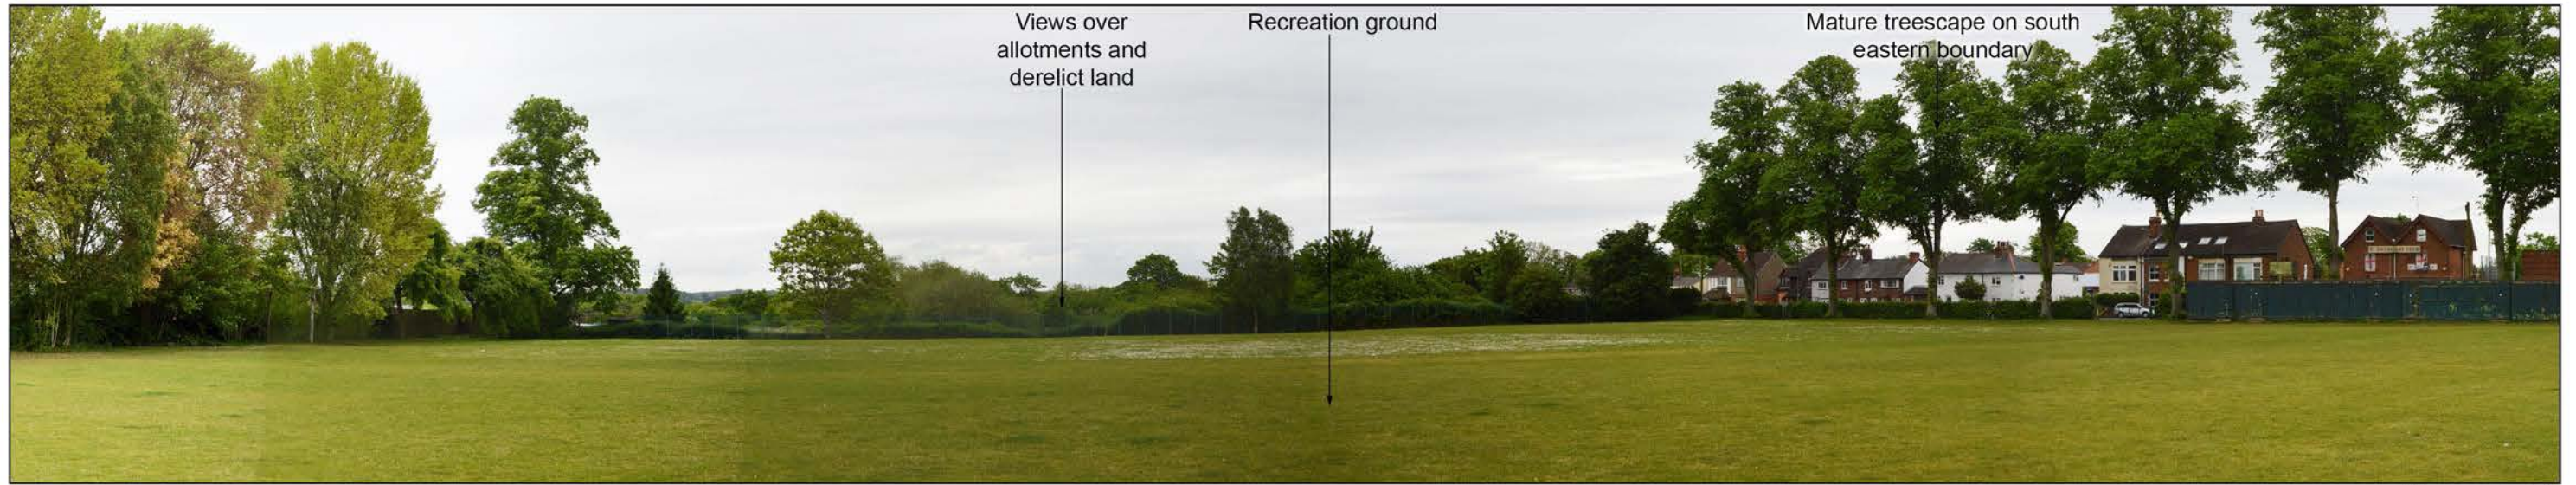 Views over
allotments and
derelict land
Recreation ground
Mature treescape on south
eastern boundary